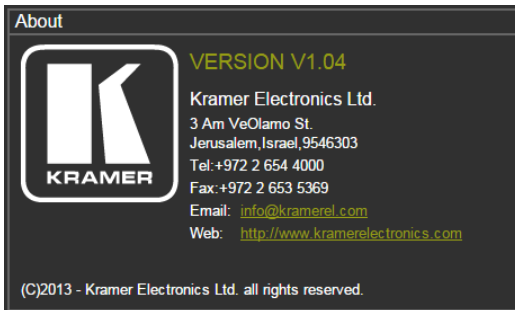 About
KRAMER
VERSION V1.04
Kramer Electronics Ltd.
3 Am VeOlamo St.
Jerusalem,Israel,9546303
Tel:+972 2 654 4000
Fax:+972 2 653 5369
Email: info@kramerel.com
Web: http://www.kramerelectronics.com
(C)2013 - Kramer Electronics Ltd. all rights reserved.